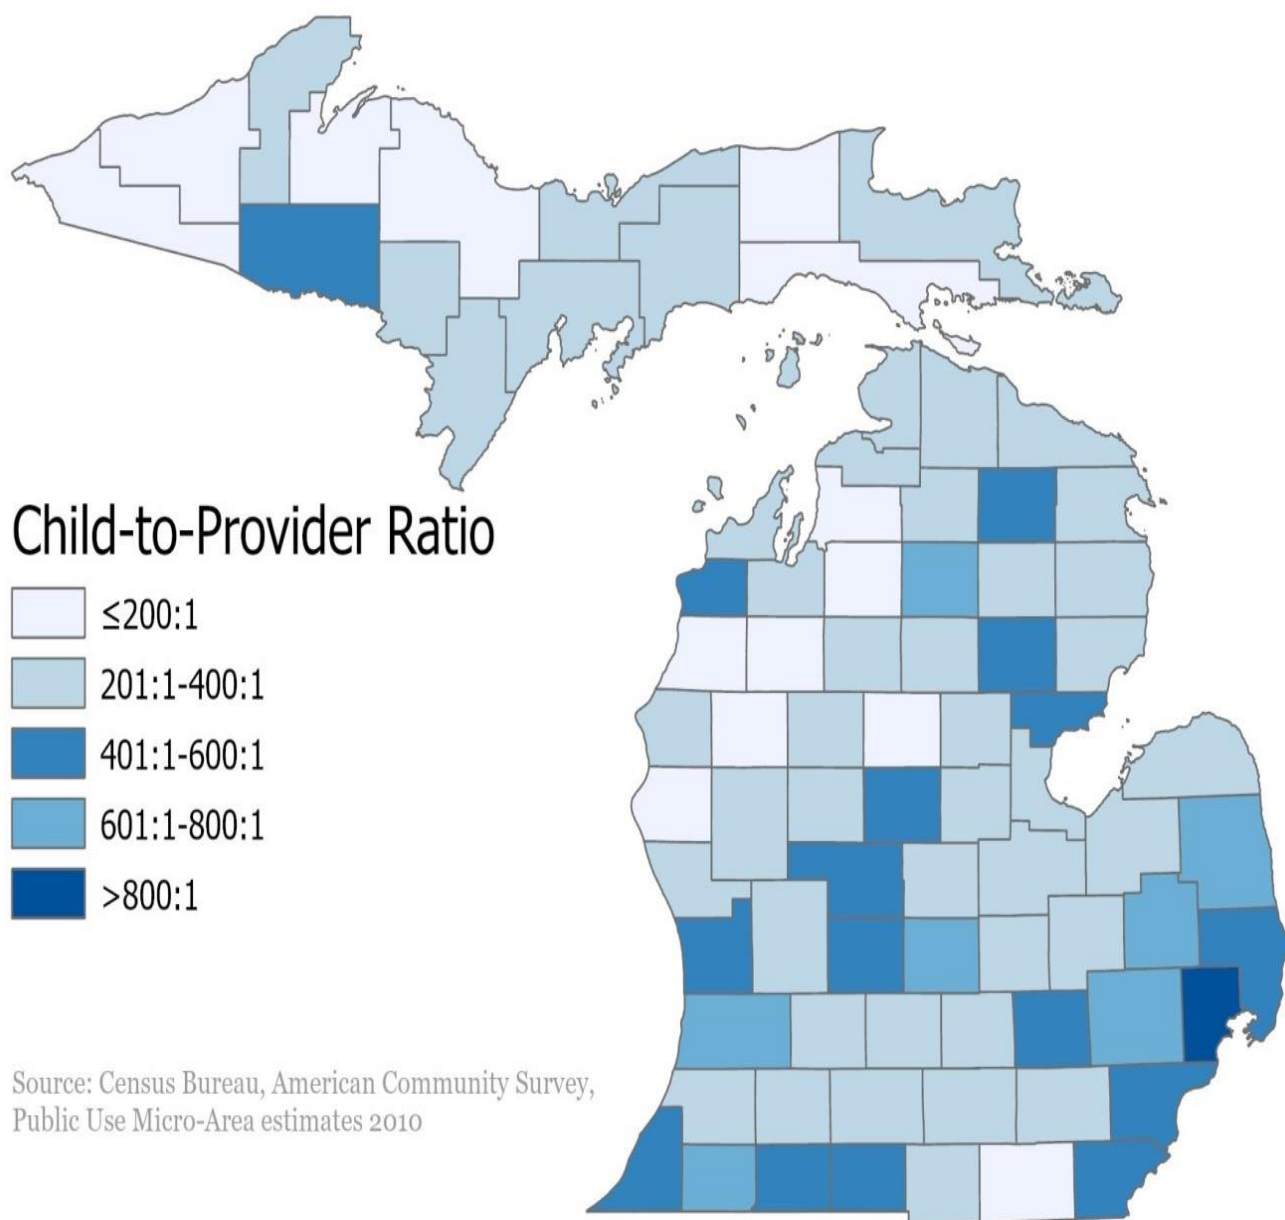 Child-to-Provider Ratio
≤200:1
201:1-400:1
401:1-600:1
601:1-800:1
>800:1
Source: Census Bureau, American Community Survey,
Public Use Micro-Area estimates 2010